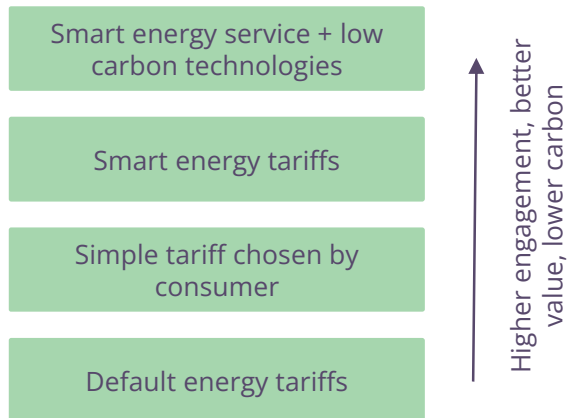 Smart energy service + low
carbon technologies
Smart energy tariffs
Simple tariff chosen by
consumer
Default energy tariffs
Higher engagement, better
value, lower carbon